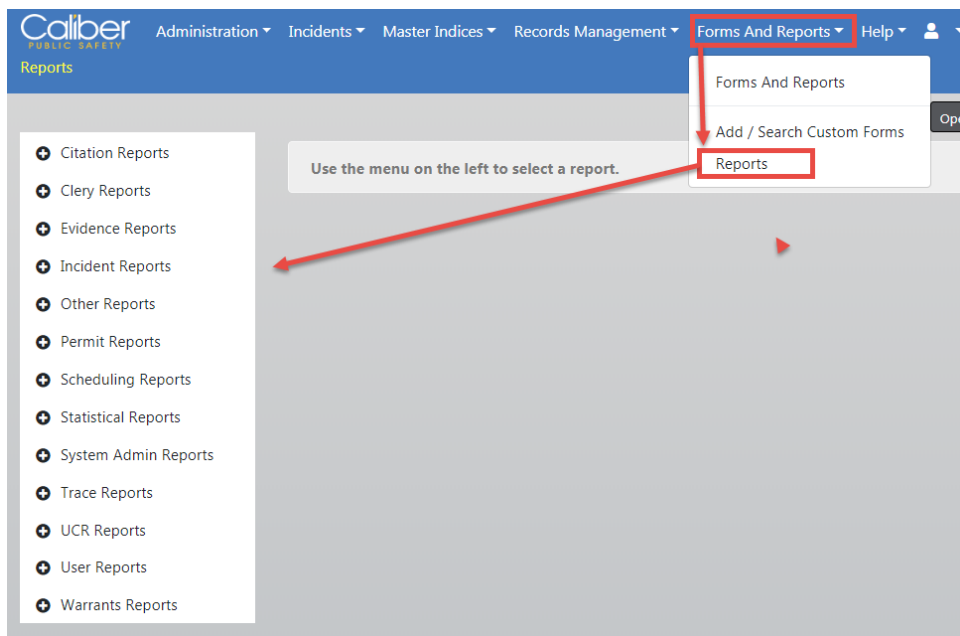 Caliber
PUBLIC SAFETY
Administration Incidents Master Indices Records Management Forms And Reports Help
Reports
Forms And Reports
Add / Search Custom Forms
Reports
Ope
Use the menu on the left to select a report.
Citation Reports
Clery Reports
Evidence Reports
Incident Reports
Other Reports
Permit Reports
Scheduling Reports
Statistical Reports
System Admin Reports
Trace Reports
UCR Reports
User Reports
Warrants Reports